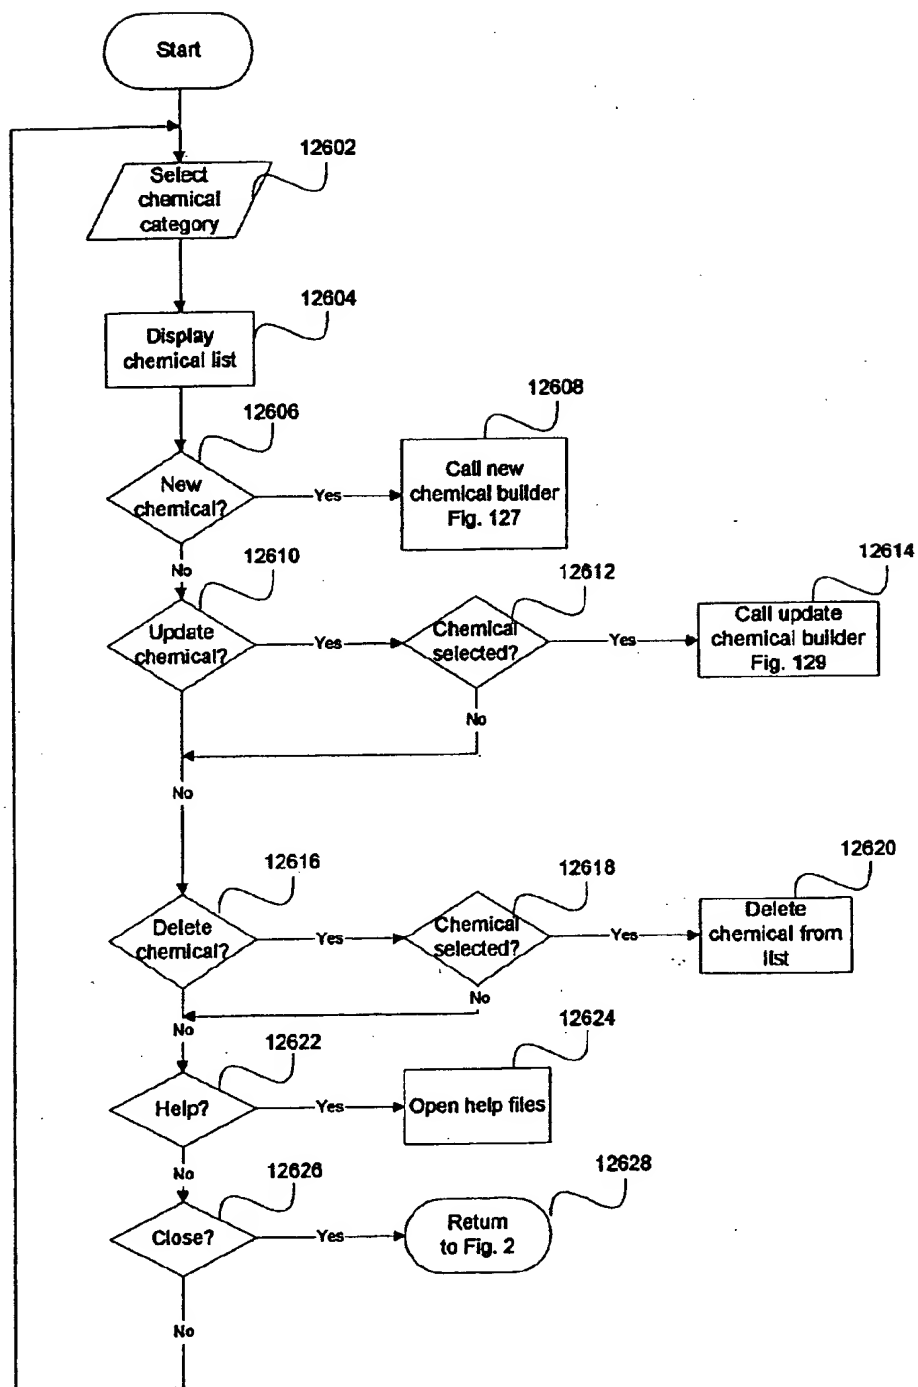 Start
12602
Select
chemical
category
12604
Display
chemical list
12606
12608
New
chemical?
Yes
Call new
chemical builder
Fig. 127
No
12610
12612
12614
Update
chemical?
Yes
Chemical
selected?
Yes
Call update
chemical builder
Fig. 129
No
No
12616
12618
12620
Delete
chemical?
Yes
Chemical
selected?
Yes
Delete
chemical from
list
No
No
12622
12624
Help?
Yes
Open help files
No
12626
12628
Close?
Yes
Return
to Fig. 2
No